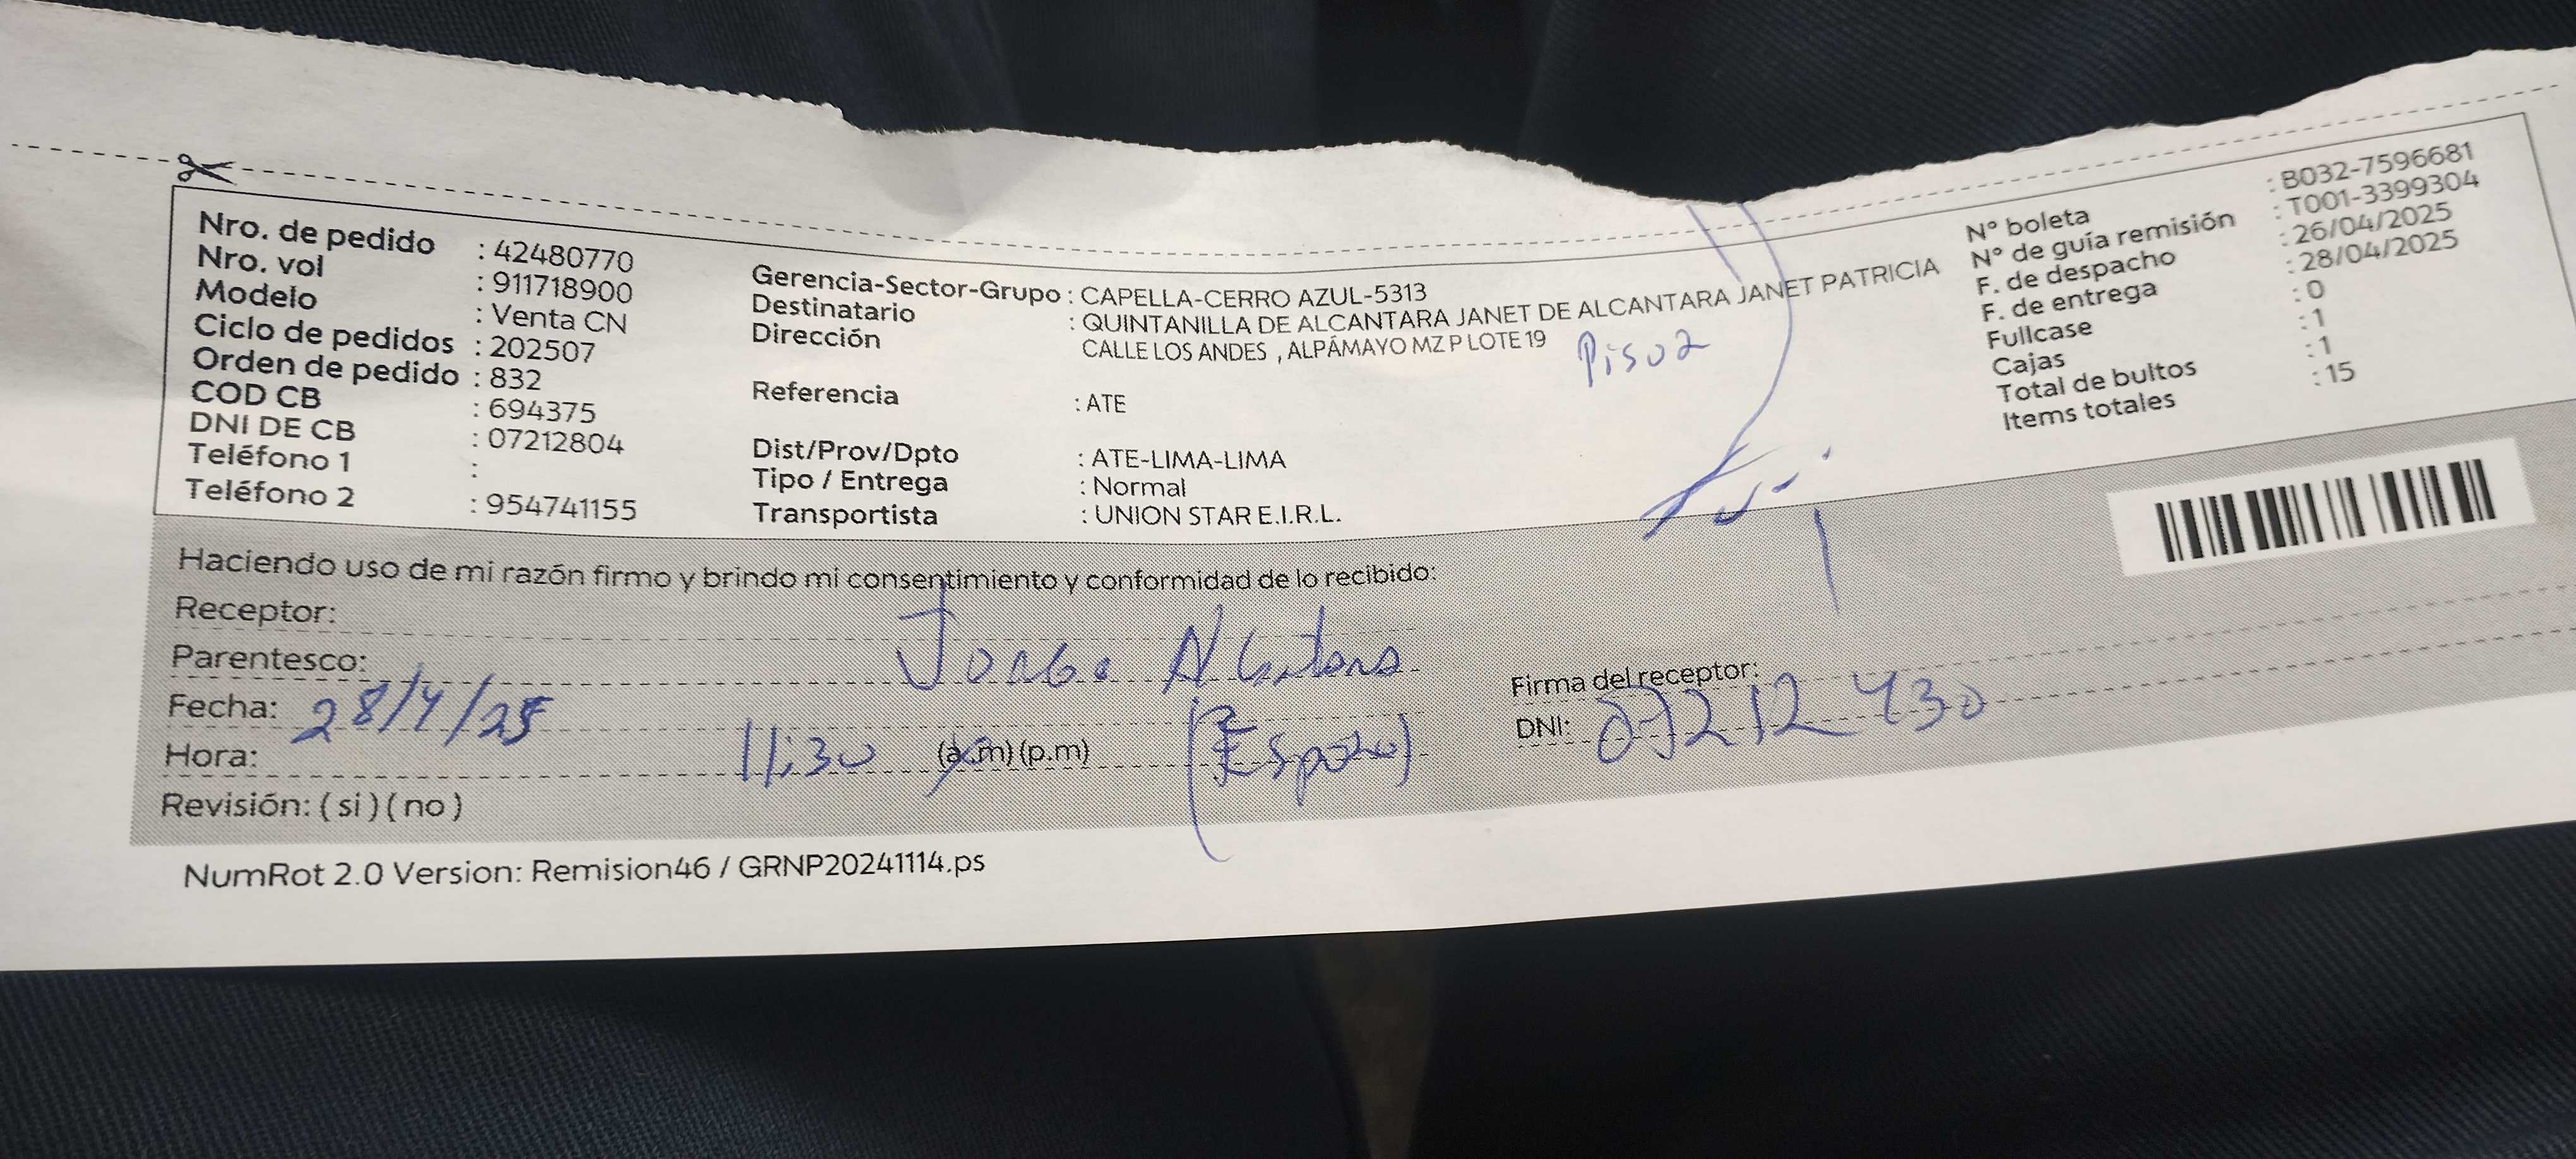 Nro. de pedido : 42480770
Nro. vol : 911718900
Modelo : Venta CN
Ciclo de pedidos : 202507
Orden de pedido : 832
COD CB : 694375
DNI DE CB : 07212804
Teléfono 1 :
Teléfono 2 : 954741155
Gerencia-Sector-Grupo : CAPELLA-CERRO AZUL-5313
Destinatario : QUINTANILLA DE ALCANTARA JANET DE ALCANTARA JANET PATRICIA
Dirección CALLE LOS ANDES , ALPÁMAYO MZ P LOTE 19 Piso 2
Referencia : ATE
Dist/Prov/Dpto : ATE-LIMA-LIMA
Tipo / Entrega : Normal
Transportista : UNION STAR E.I.R.L.
N° boleta : B032-7596681
N° de guía remisión : T001-3399304
F. de despacho : 26/04/2025
F. de entrega : 28/04/2025
Fullcase : 0
Cajas : 1
Total de bultos : 1
Items totales : 15
Haciendo uso de mi razón firmo y brindo mi consentimiento y conformidad de lo recibido:
Receptor:
Parentesco:
Fecha: 28/4/25
Hora: 11:30 (a.m) (p.m) (Esposo)
Revisión: ( si ) ( no )
Firma del receptor:
DNI: 07212430
NumRot 2.0 Version: Remision46 / GRNP20241114.ps